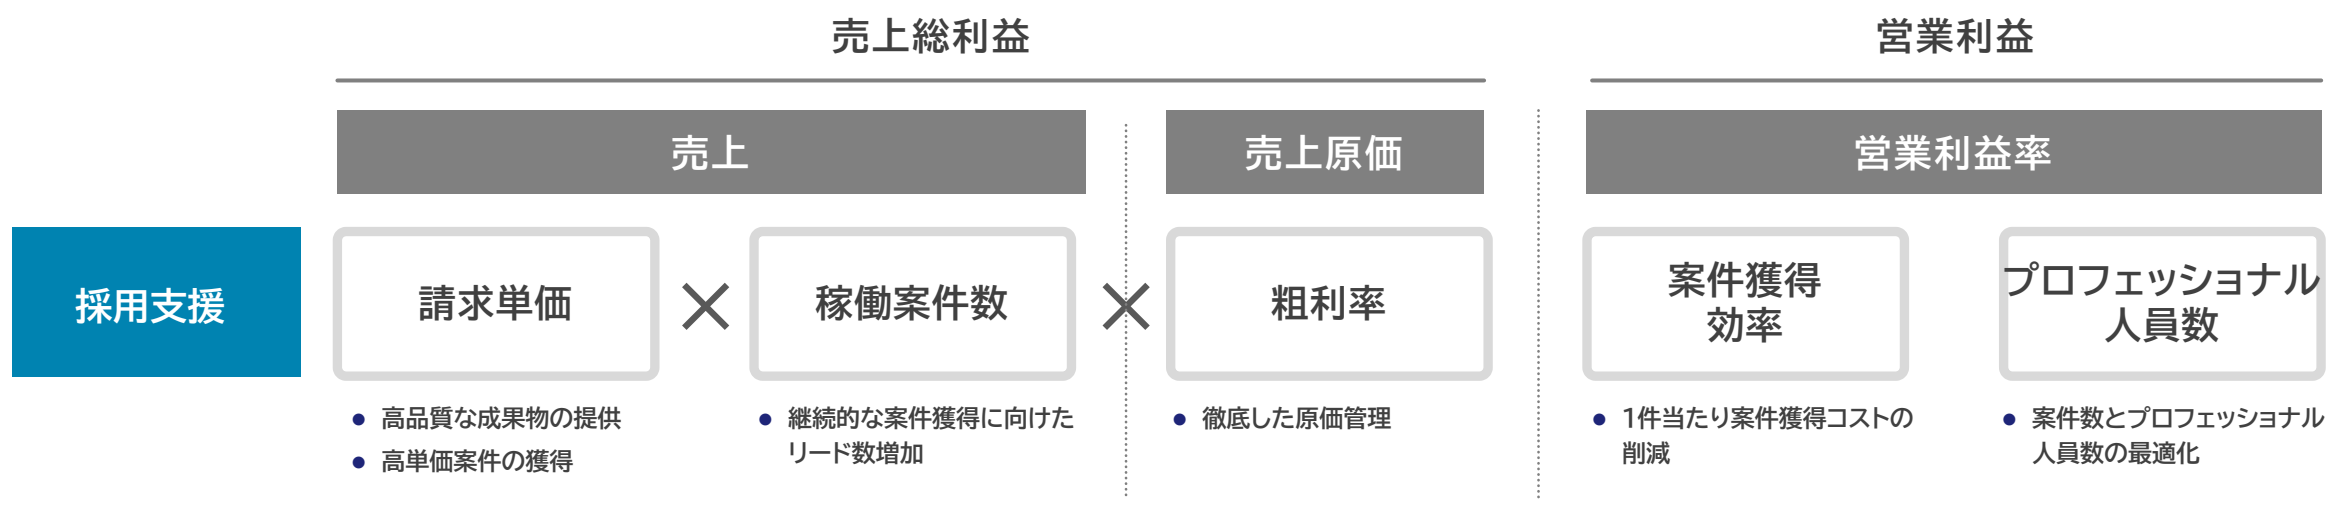 売上総利益
営業利益
売上
売上原価
営業利益率
採用支援
請求単価
×
稼働案件数
×
粗利率
案件獲得
効率
プロフェッショナル
人員数
● 高品質な成果物の提供
● 高単価案件の獲得
● 継続的な案件獲得に向けた
リード数増加
● 徹底した原価管理
● 1件当たり案件獲得コストの
削減
● 案件数とプロフェッショナル
人員数の最適化